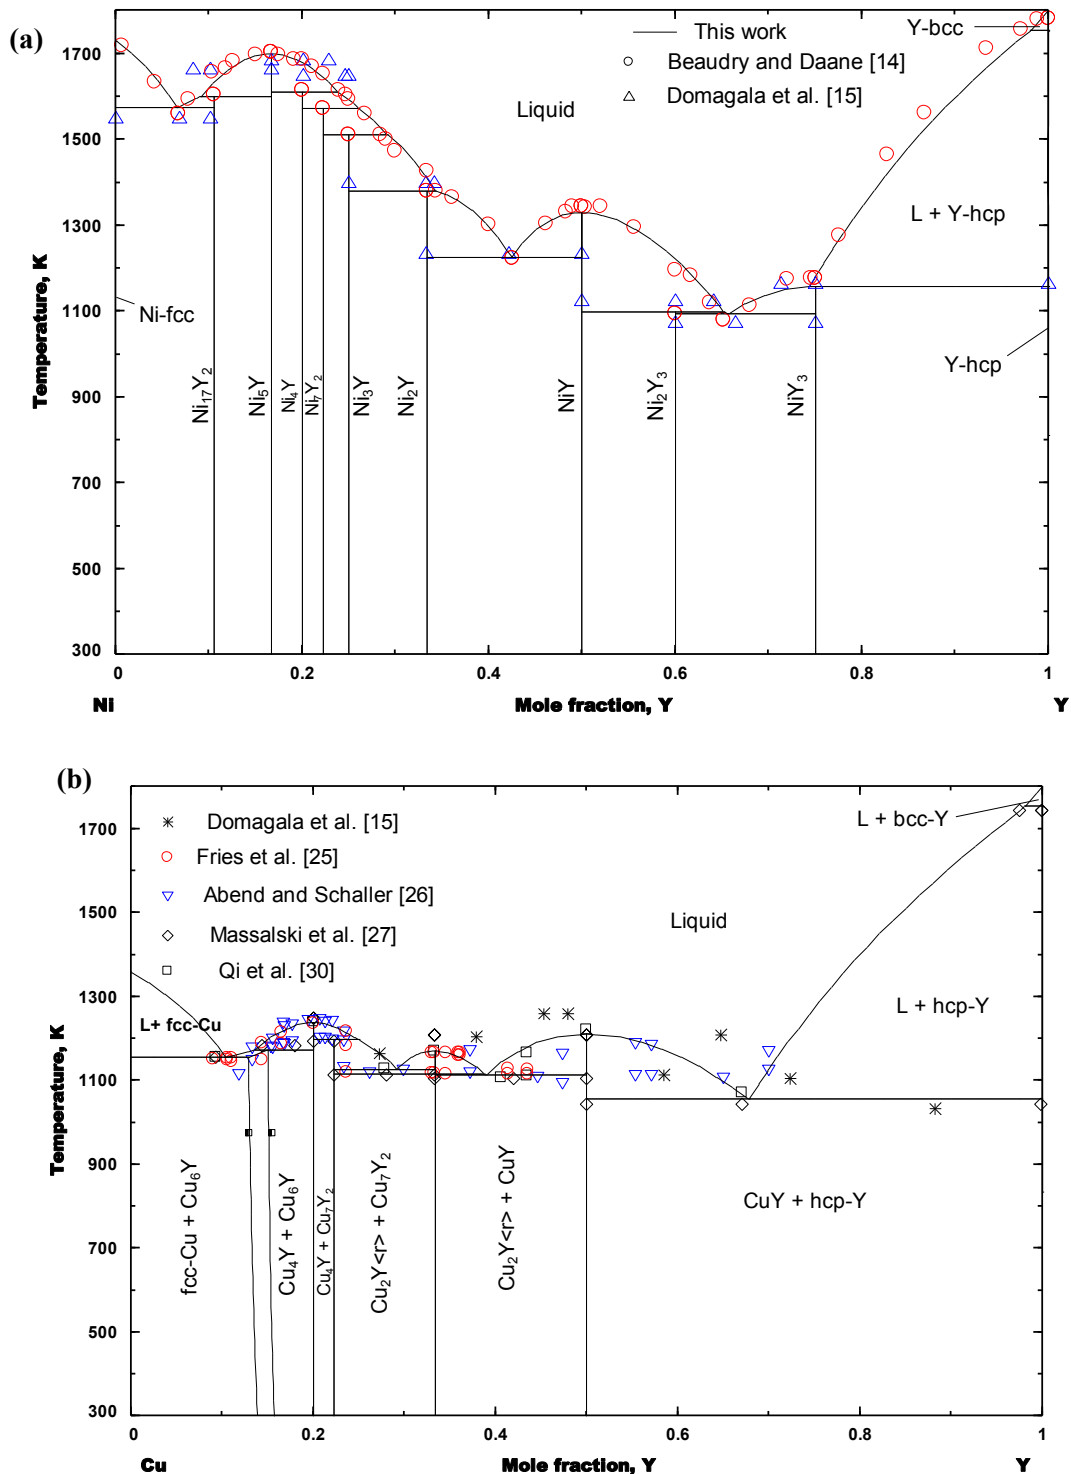 (a)
1700
1500
1300
1100
900
700
500
300
Temperature, K
This work
Beaudry and Daane [14]
Domagala et al. [15]
Y-bcc
Liquid
L + Y-hcp
Ni-fcc
Y-hcp
Ni17Y2
Ni5Y
Ni4Y
Ni7Y2
Ni3Y
Ni2Y
NiY
Ni2Y3
NiY3
0
0.2
0.4
0.6
0.8
1
Ni
Mole fraction, Y
Y
(b)
1700
1500
1300
1100
900
700
500
300
Temperature, K
Domagala et al. [15]
Fries et al. [25]
Abend and Schaller [26]
Massalski et al. [27]
Qi et al. [30]
L + bcc-Y
Liquid
L + hcp-Y
L+ fcc-Cu
fcc-Cu + Cu6Y
Cu4Y + Cu6Y
Cu4Y + Cu7Y2
Cu2Y<r> + Cu7Y2
Cu2Y<r> + CuY
CuY + hcp-Y
0
0.2
0.4
0.6
0.8
1
Cu
Mole fraction, Y
Y